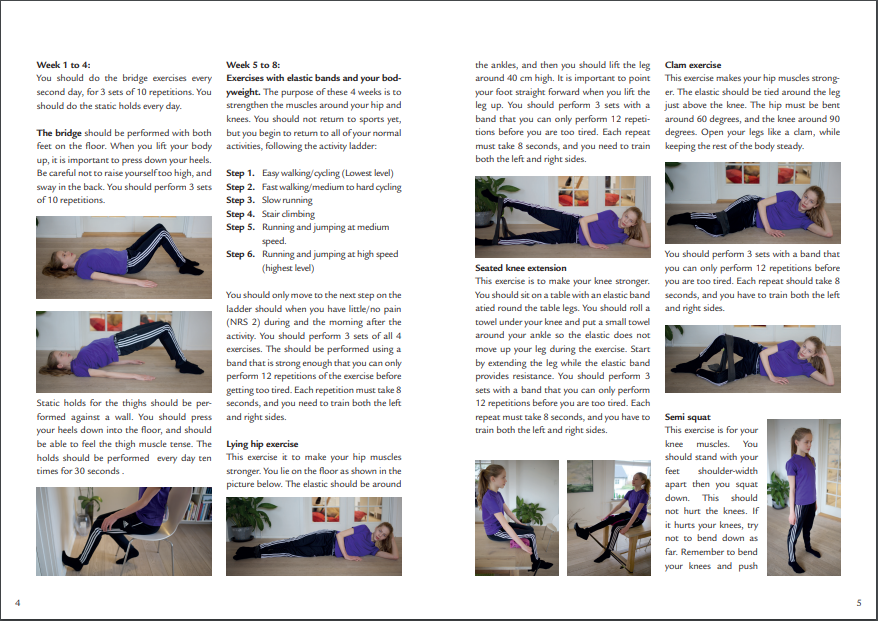 Week 1 to 4:
You should do the bridge exercises every
second day, for 3 sets of 10 repetitions. You
should do the static holds every day.
The bridge should be performed with both
feet on the floor. When you lift your body
up, it is important to press down your heels.
Be careful not to raise yourself too high, and
sway in the back. You should perform 3 sets
of 10 repetitions.
Static holds for the thighs should be per-
formed against a wall. You should press
your heels down into the floor, and should
be able to feel the thigh muscle tense. The
holds should be performed every day ten
times for 30 seconds .
Week 5 to 8:
Exercises with elastic bands and your bod-
yweight. The purpose of these 4 weeks is to
strengthen the muscles around your hip and
knees. You should not return to sports yet,
but you begin to return to all of your normal
activities, following the activity ladder:
Step 1. Easy walking/cycling (Lowest level)
Step 2. Fast walking/medium to hard cycling
Step 3. Slow running
Step 4. Stair climbing
Step 5. Running and jumping at medium
speed.
Step 6. Running and jumping at high speed
(highest level)
You should only move to the next step on the
ladder should when you have little/no pain
(NRS 2) during and the morning after the
activity. You should perform 3 sets of all 4
exercises. The should be performed using a
band that is strong enough that you can only
perform 12 repetitions of the exercise before
getting too tired. Each repetition must take 8
seconds, and you need to train both the left
and right sides.
Lying hip exercise
This exercise it to make your hip muscles
stronger. You lie on the floor as shown in the
picture below. The elastic should be around
4
the ankles, and then you should lift the leg
around 40 cm high. It is important to point
your foot straight forward when you lift the
leg up. You should perform 3 sets with a
band that you can only perform 12 repeti-
tions before you are too tired. Each repeat
must take 8 seconds, and you need to train
both the left and right sides.
Seated knee extension
This exercise is to make your knee stronger.
You should sit on a table with an elastic band
atied round the table legs. You should roll a
towel under your knee and put a small towel
around your ankle so the elastic does not
move up your leg during the exercise. Start
by extending the leg while the elastic band
provides resistance. You should perform 3
sets with a band that you can only perform
12 repetitions before you are too tired. Each
repeat must take 8 seconds, and you have to
train both the left and right sides.
Clam exercise
This exercise makes your hip muscles strong-
er. The elastic should be tied around the leg
just above the knee. The hip must be bent
around 60 degrees, and the knee around 90
degrees. Open your legs like a clam, while
keeping the rest of the body steady.
You should perform 3 sets with a band that
you can only perform 12 repetitions before
you are too tired. Each repeat should take 8
seconds, and you have to train both the left
and right sides.
Semi squat
This exercise is for your
knee muscles. You
should stand with your
feet shoulder-width
apart then you squat
down. This should
not hurt the knees. If
it hurts your knees, try
not to bend down as
far. Remember to bend
your knees and push
5